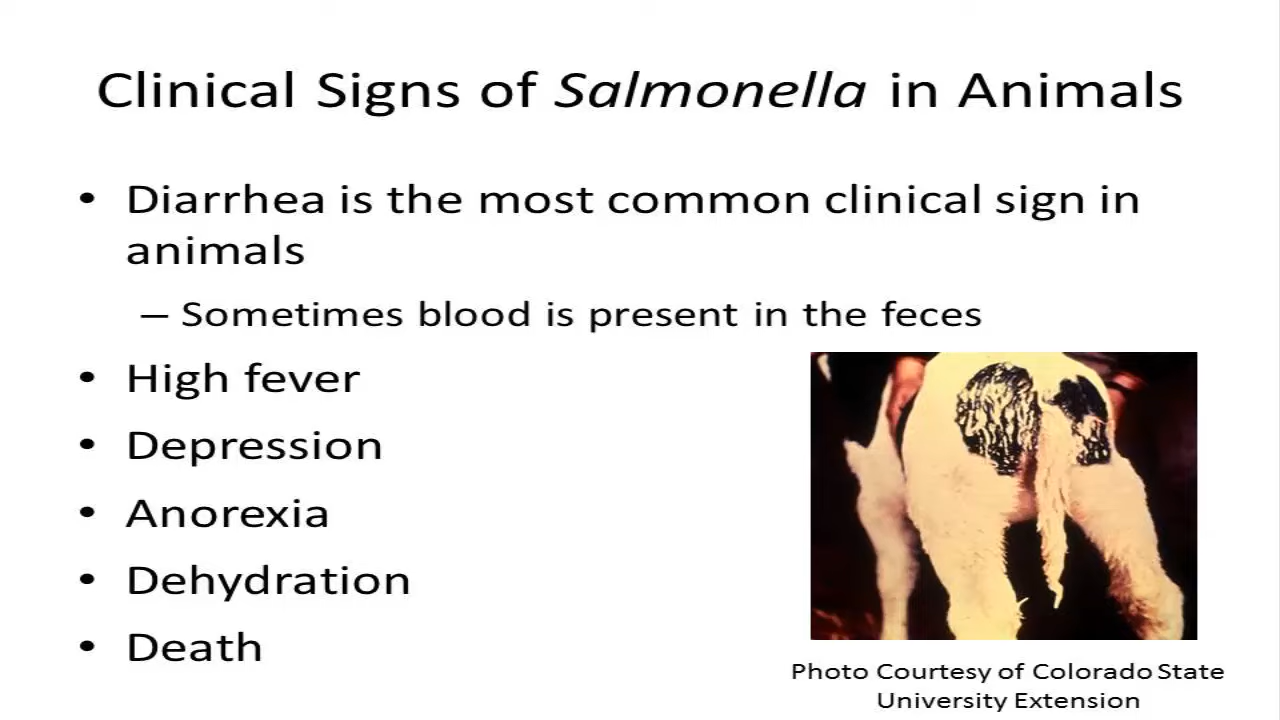 Clinical Signs of Salmonella in Animals
• Diarrhea is the most common clinical sign in
animals
– Sometimes blood is present in the feces
• High fever
• Depression
• Anorexia
• Dehydration
• Death
Photo Courtesy of Colorado State
University Extension